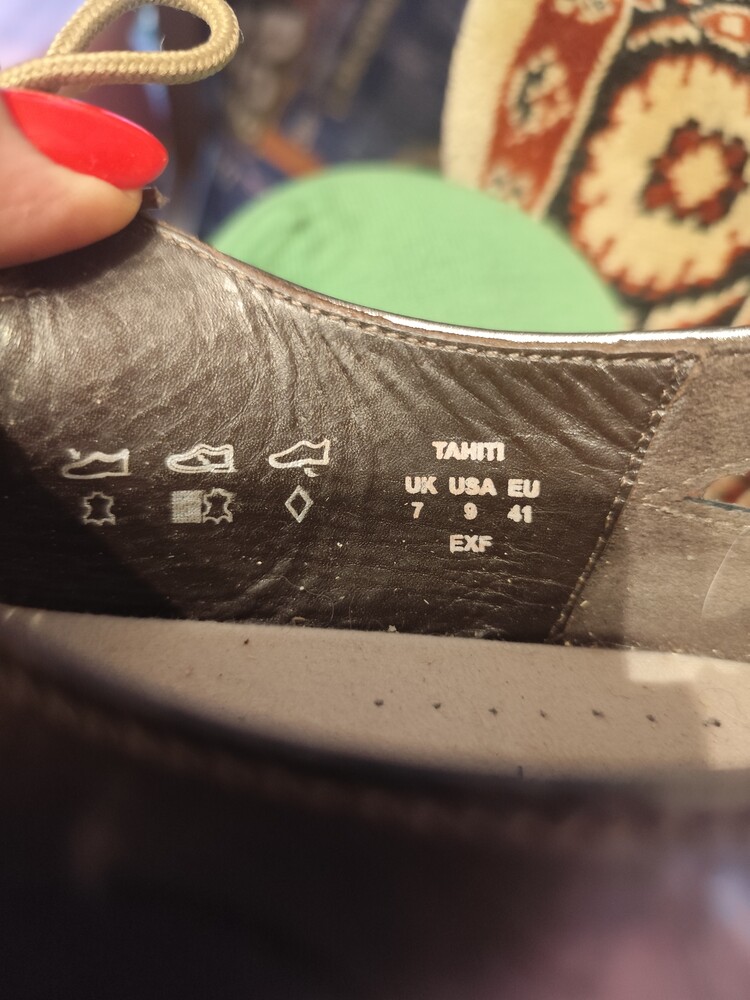 TAHITI
UK USA EU
7 9 41
EXF